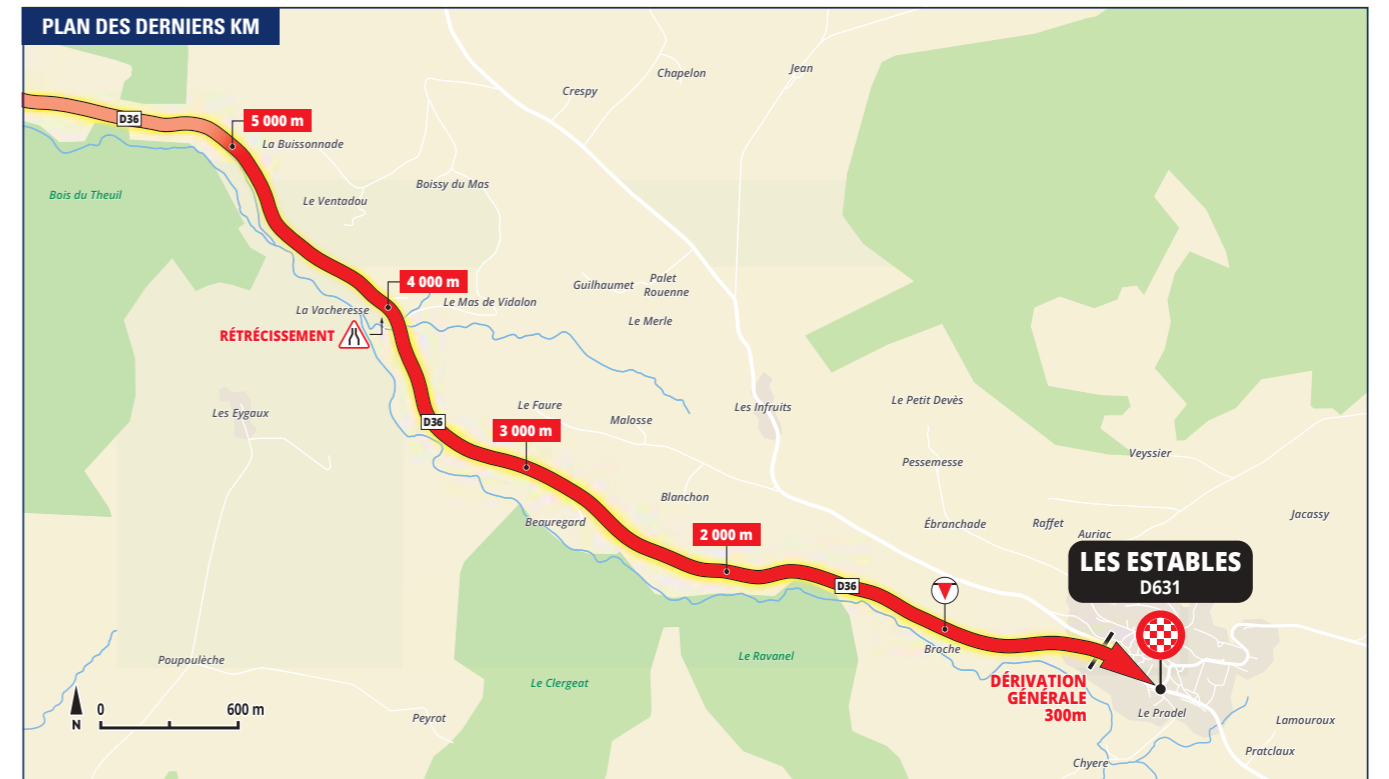 PLAN DES DERNIERS KM
Chapelon
Jean
Crespy
D36
5 000 m
La Buissonnade
Boissy du Mas
Bois du Theuil
Le Ventadou
4 000 m
Palet
Rouenne
Guilhaumet
Le Mas de Vidalon
La Vacheresse
Le Merle
RÉTRÉCISSEMENT
Le Petit Devès
Le Faure
Les Infruits
Les Eygaux
Malosse
D36
3 000 m
Veyssier
Pessemesse
Blanchon
Jacassy
Beauregard
Ébranchade
Raffet
Auriac
2 000 m
LES ESTABLES
D631
D36
Broche
Le Ravanel
Poupoulèche
Le Clergeat
DÉRIVATION
GÉNÉRALE
300m
0 600 m
N
Peyrot
Le Pradel
Lamouroux
Pratclaux
Chyere